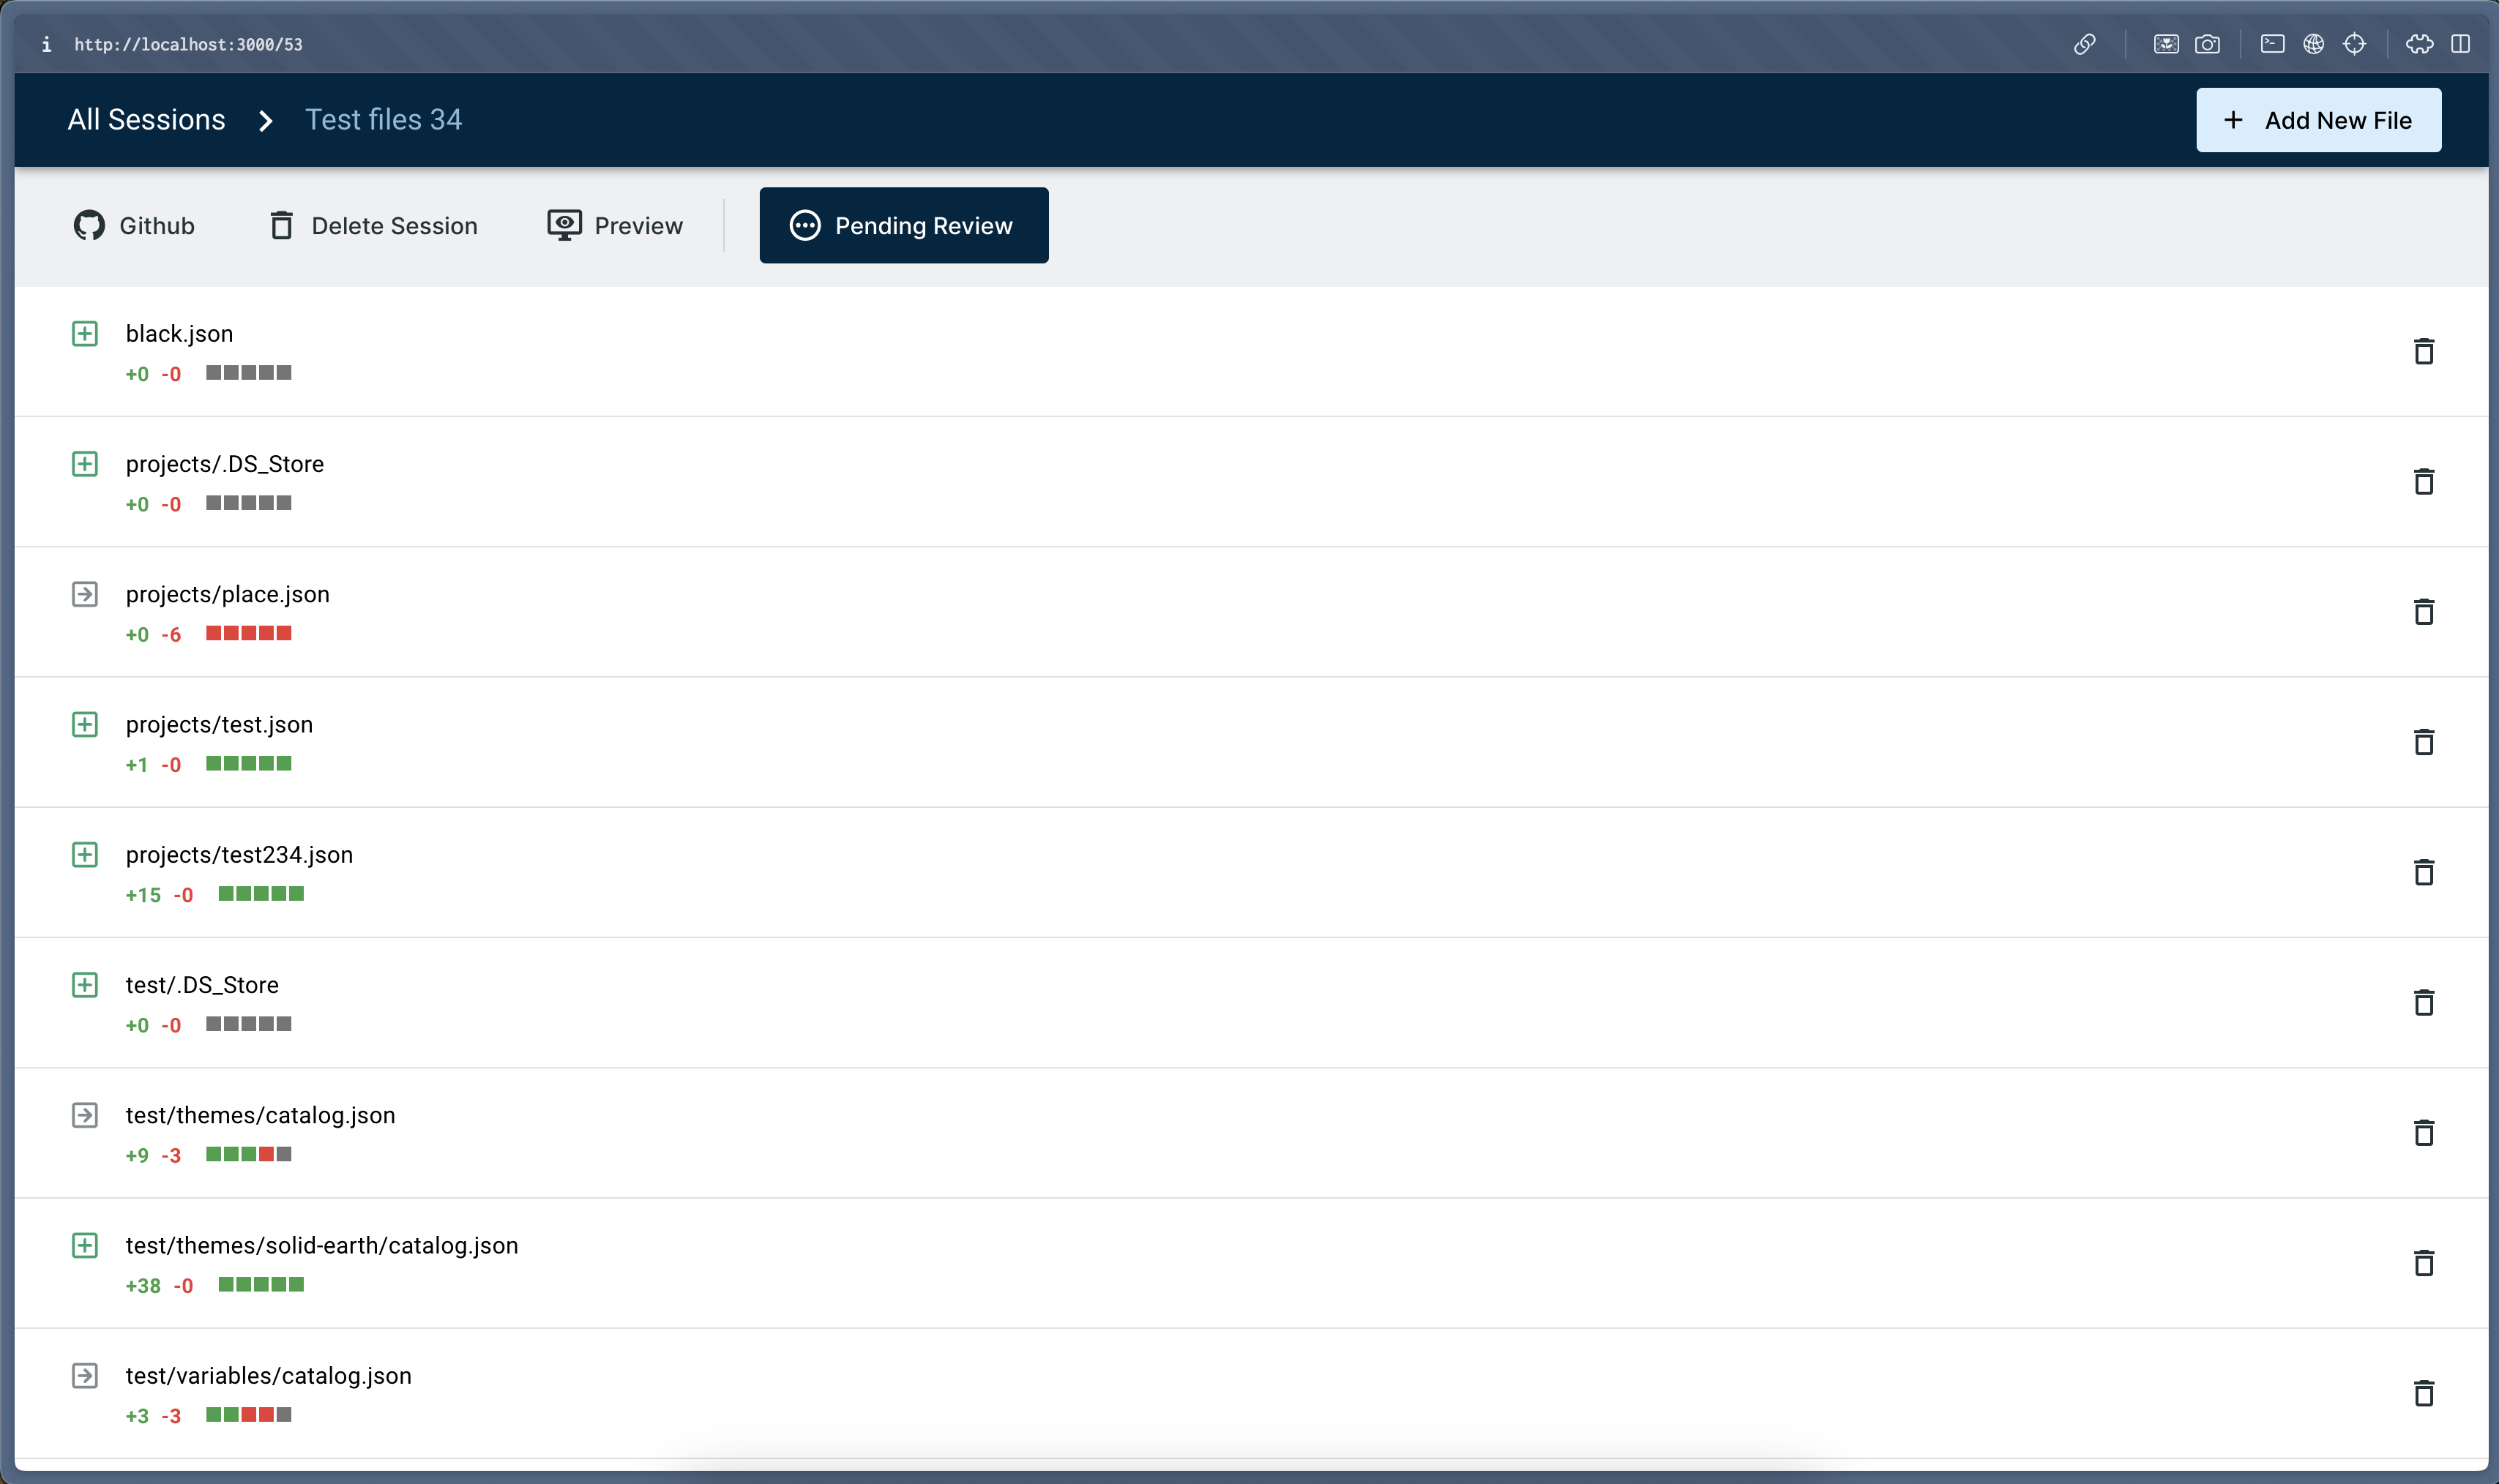 http://localhost:3000/53
All Sessions Test files 34
Add New File
Github Delete Session Preview Pending Review
black.json
+0 -0
projects/.DS_Store
+0 -0
projects/place.json
+0 -6
projects/test.json
+1 -0
projects/test234.json
+15 -0
test/.DS_Store
+0 -0
test/themes/catalog.json
+9 -3
test/themes/solid-earth/catalog.json
+38 -0
test/variables/catalog.json
+3 -3